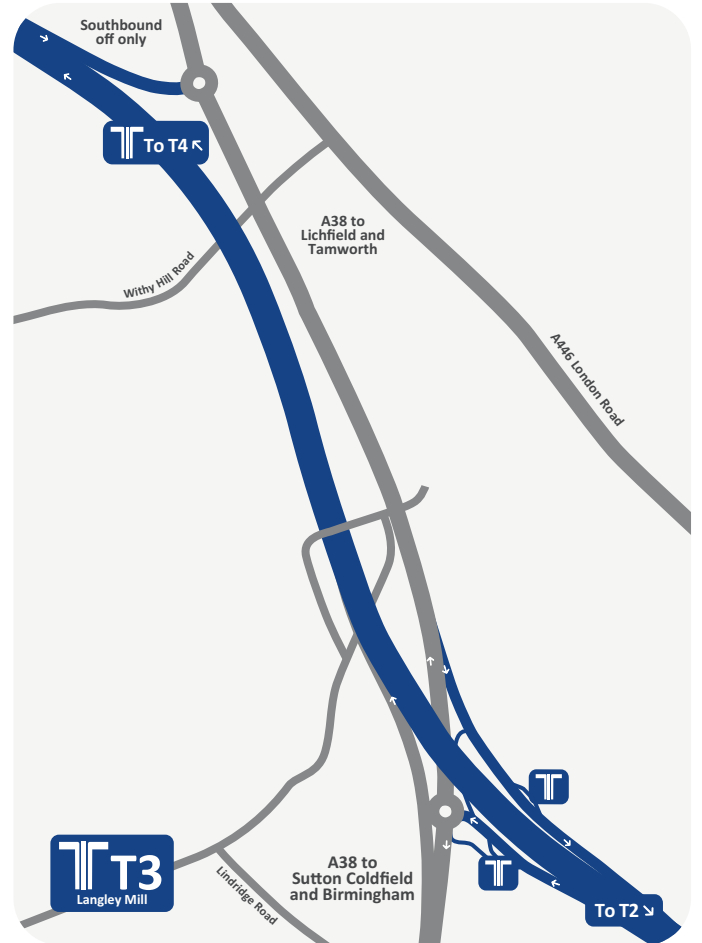 Southbound
off only
To T4
A38 to
Lichfield and
Tamworth
Withy Hill Road
A446 London Road
T3
Langley Mill
A38 to
Sutton Coldfield
and Birmingham
Lindridge Road
To T2